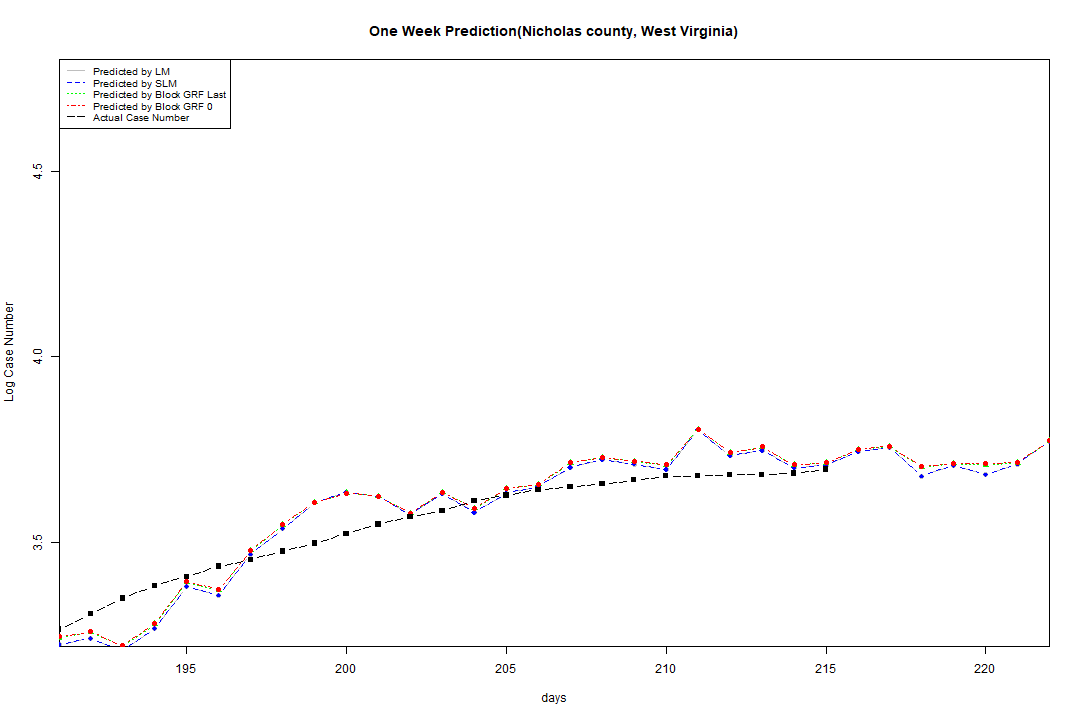 One Week Prediction(Nicholas county, West Virginia)
Predicted by LM
Predicted by SLM
Predicted by Block GRF Last
Predicted by Block GRF 0
Actual Case Number
4.5
4.0
3.5
Log Case Number
195 200 205 210 215 220
days